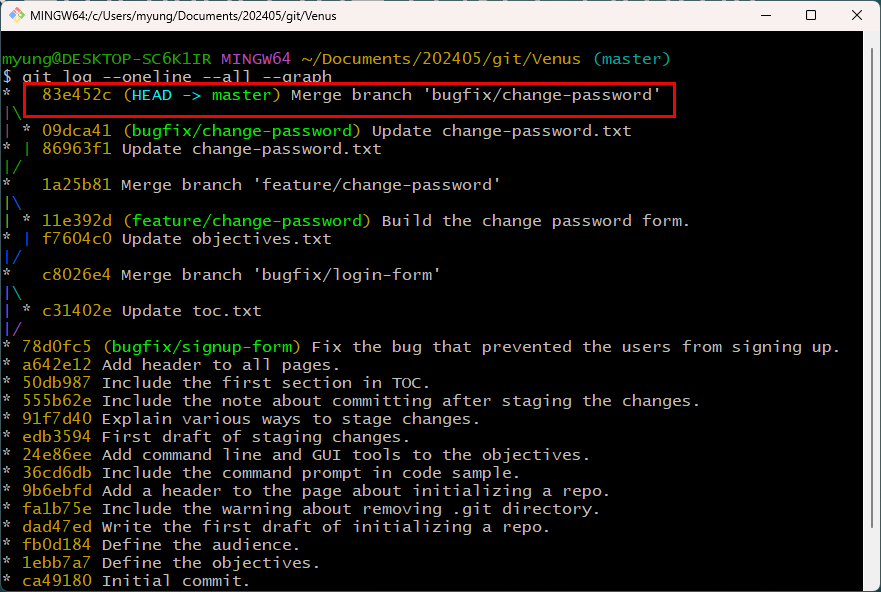 MINGW64:/c/Users/myung/Documents/202405/git/Venus
myung@DESKTOP-SC6K1IR MINGW64 ~/Documents/202405/git/Venus (master)
$ git log --oneline --all --graph
*   83e452c (HEAD -> master) Merge branch 'bugfix/change-password'
|\
| * 09dca41 (bugfix/change-password) Update change-password.txt
* | 86963f1 Update change-password.txt
|/
*   1a25b81 Merge branch 'feature/change-password'
|\
| * 11e392d (feature/change-password) Build the change password form.
* | f7604c0 Update objectives.txt
|/
*   c8026e4 Merge branch 'bugfix/login-form'
|\
| * c31402e Update toc.txt
|/
* 78d0fc5 (bugfix/signup-form) Fix the bug that prevented the users from signing up.
* a642e12 Add header to all pages.
* 50db987 Include the first section in TOC.
* 555b62e Include the note about committing after staging the changes.
* 91f7d40 Explain various ways to stage changes.
* edb3594 First draft of staging changes.
* 24e86ee Add command line and GUI tools to the objectives.
* 36cd6db Include the command prompt in code sample.
* 9b6ebfd Add a header to the page about initializing a repo.
* fa1b75e Include the warning about removing .git directory.
* dad47ed Write the first draft of initializing a repo.
* fb0d184 Define the audience.
* 1ebb7a7 Define the objectives.
* ca49180 Initial commit.